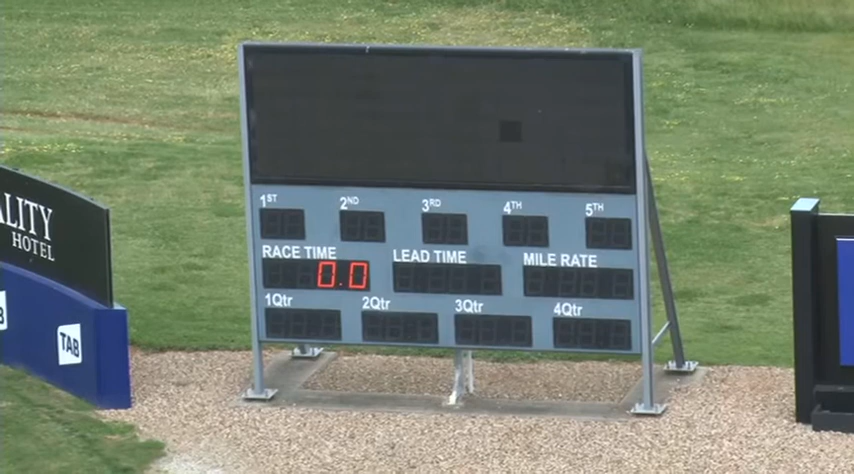 1ST 2ND 3RD 4TH 5TH
RACE TIME LEAD TIME MILE RATE
0.0
1Qtr 2Qtr 3Qtr 4Qtr
ALITY
HOTEL
TAB
B